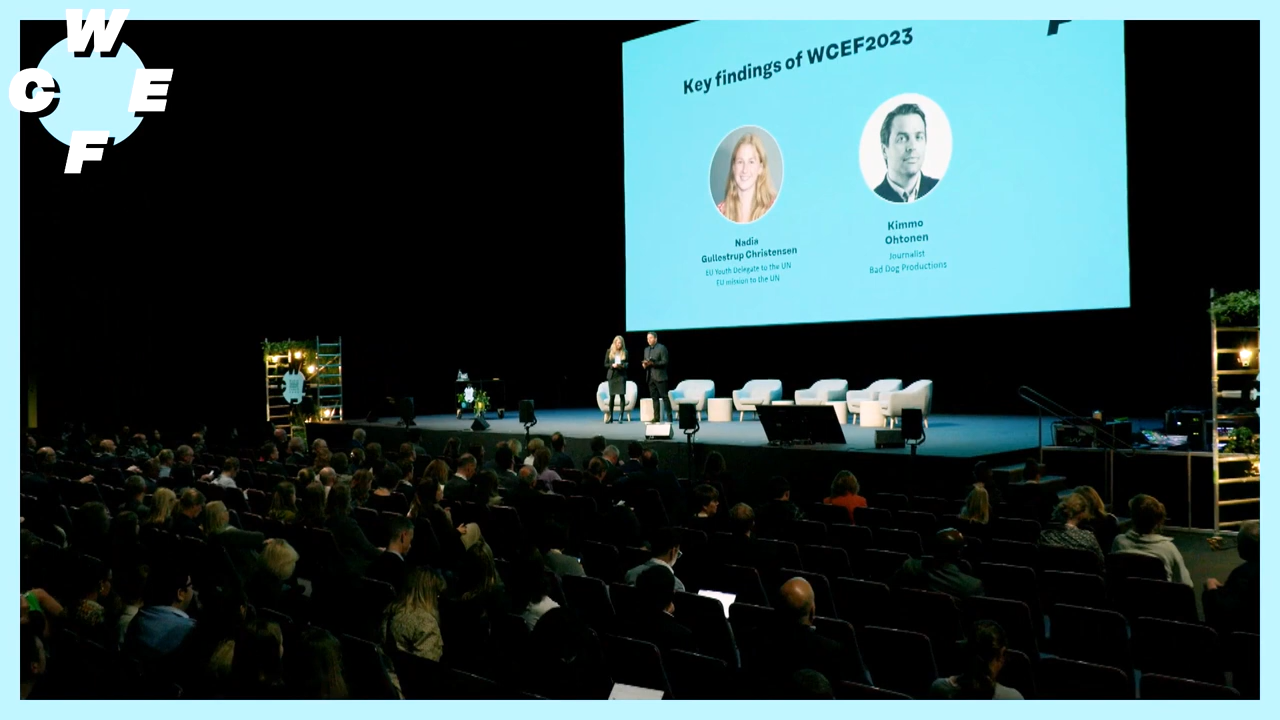 W
C E
F
Key findings of WCEF2023
Nadia
Gullestrup Christensen
EU Youth Delegate to the UN
EU mission to the UN
Kimmo
Ohtonen
Journalist
Bad Dog Productions
F